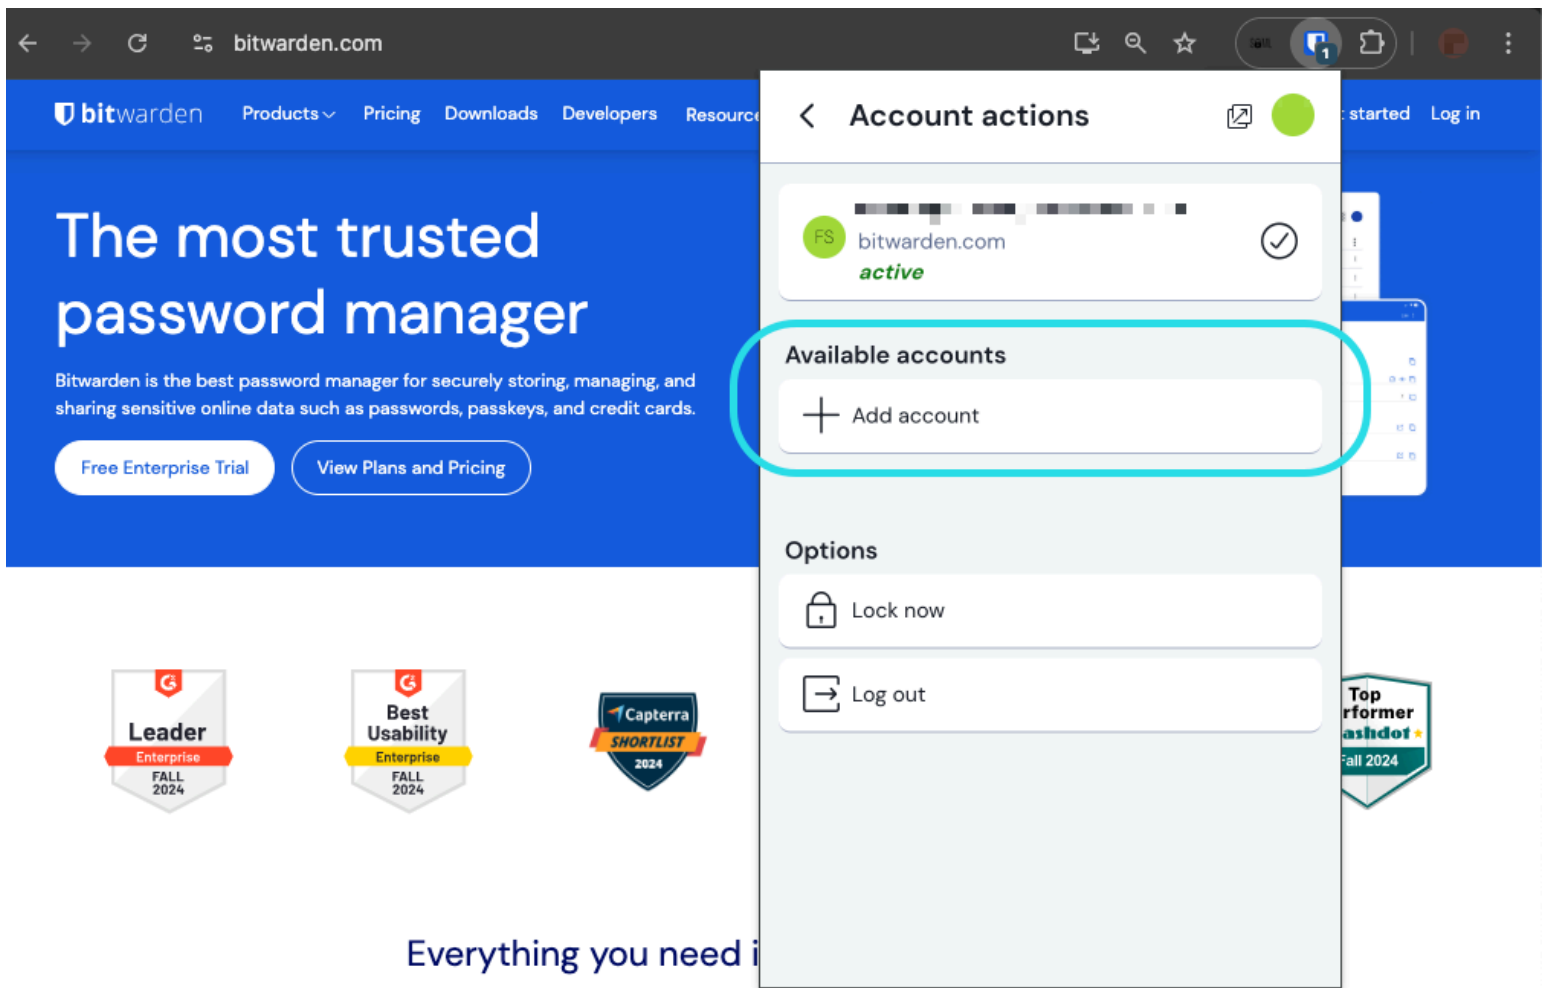 bitwarden.com
1
bitwarden
Products
Pricing
Downloads
Developers
started
Log in
The most trusted
password manager
Bitwarden is the best password manager for securely storing, managing, and
sharing sensitive online data such as passwords, passkeys, and credit cards.
Free Enterprise Trial
View Plans and Pricing
Account actions
FS
bitwarden.com
active
Available accounts
Add account
Options
Lock now
Log out
Leader
Enterprise
FALL
2024
Best
Usability
Enterprise
FALL
2024
Capterra
SHORTLIST
2024
Top
Fall 2024
Everything you need